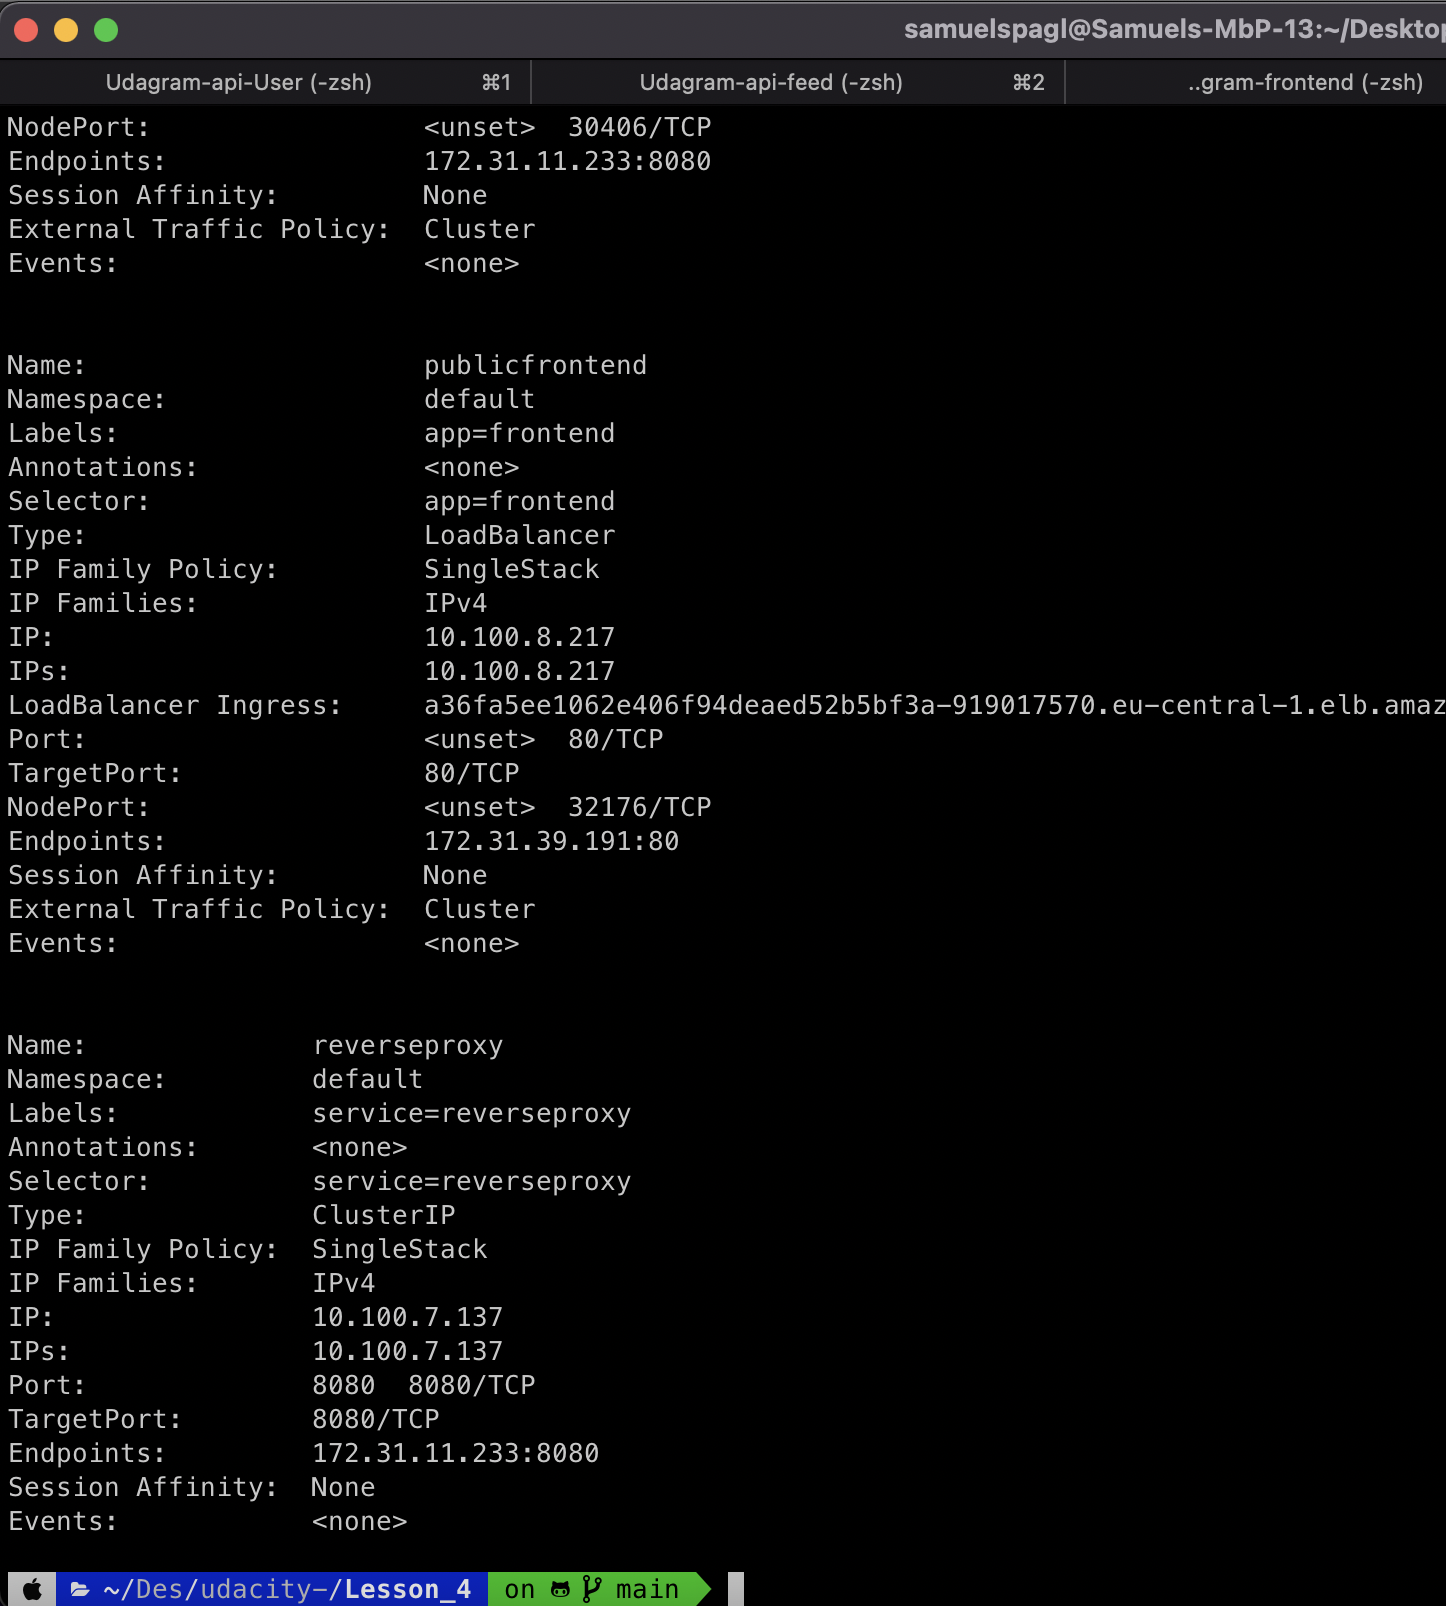 samuelspagl@Samuels-MbP-13:~/Desktop
Udagram-api-User (-zsh) ⌘1 Udagram-api-feed (-zsh) ⌘2 ..gram-frontend (-zsh)
NodePort: <unset> 30406/TCP
Endpoints: 172.31.11.233:8080
Session Affinity: None
External Traffic Policy: Cluster
Events: <none>
Name: publicfrontend
Namespace: default
Labels: app=frontend
Annotations: <none>
Selector: app=frontend
Type: LoadBalancer
IP Family Policy: SingleStack
IP Families: IPv4
IP: 10.100.8.217
IPs: 10.100.8.217
LoadBalancer Ingress: a36fa5ee1062e406f94deaed52b5bf3a-919017570.eu-central-1.elb.amaz
Port: <unset> 80/TCP
TargetPort: 80/TCP
NodePort: <unset> 32176/TCP
Endpoints: 172.31.39.191:80
Session Affinity: None
External Traffic Policy: Cluster
Events: <none>
Name: reverseproxy
Namespace: default
Labels: service=reverseproxy
Annotations: <none>
Selector: service=reverseproxy
Type: ClusterIP
IP Family Policy: SingleStack
IP Families: IPv4
IP: 10.100.7.137
IPs: 10.100.7.137
Port: 8080 8080/TCP
TargetPort: 8080/TCP
Endpoints: 172.31.11.233:8080
Session Affinity: None
Events: <none>
~/Des/udacity-/Lesson_4 on main